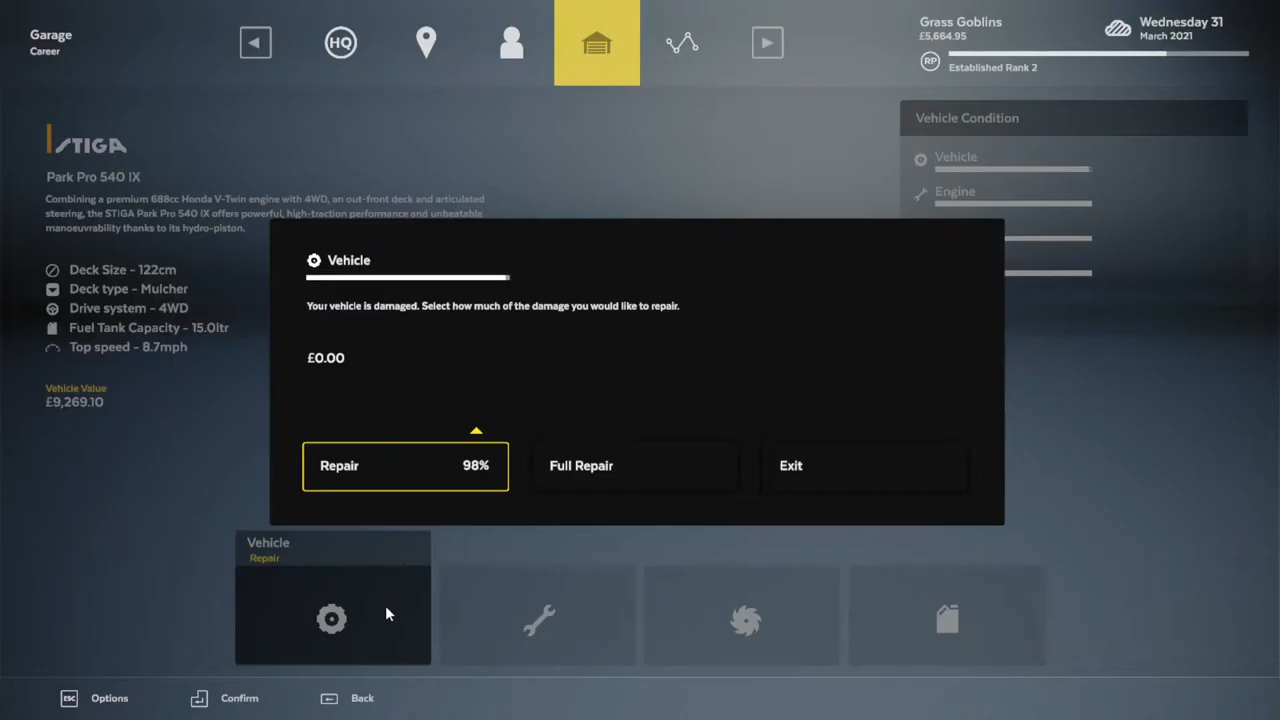 Garage
Career
HQ
Grass Goblins
£5,664.95
Wednesday 31
March 2021
RP
Established Rank 2
STIGA
Park Pro 540 IX
Combining a premium 688cc Honda V-Twin engine with 4WD, an out-front deck and articulated
steering, the STIGA Park Pro 540 IX offers powerful, high-traction performance and unbeatable
manoeuvrability thanks to its hydro-piston.
Deck Size - 122cm
Deck type - Mulcher
Drive system - 4WD
Fuel Tank Capacity - 15.0ltr
Top speed - 8.7mph
Vehicle Value
£9,269.10
Vehicle Condition
Vehicle
Engine
Vehicle
Your vehicle is damaged. Select how much of the damage you would like to repair.
£0.00
Repair 98%
Full Repair
Exit
Vehicle
Repair
ESC Options
Confirm
Back